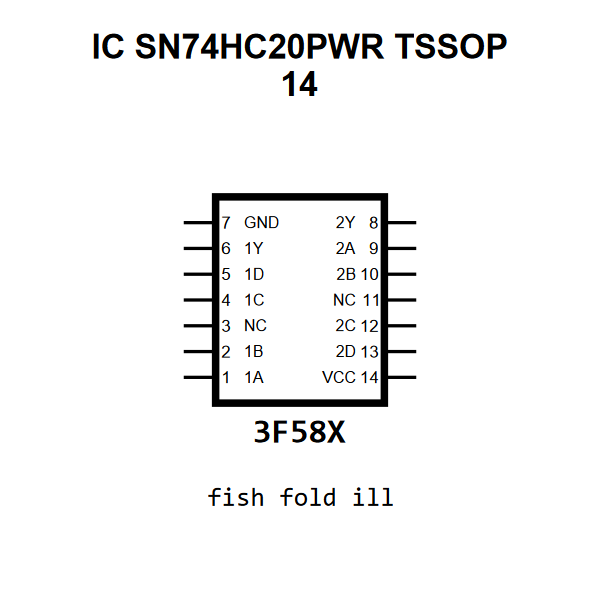 IC SN74HC20PWR TSSOP
14
7 GND 2Y 8
6 1Y 2A 9
5 1D 2B 10
4 1C NC 11
3 NC 2C 12
2 1B 2D 13
1 1A VCC 14
3F58X
fish fold ill